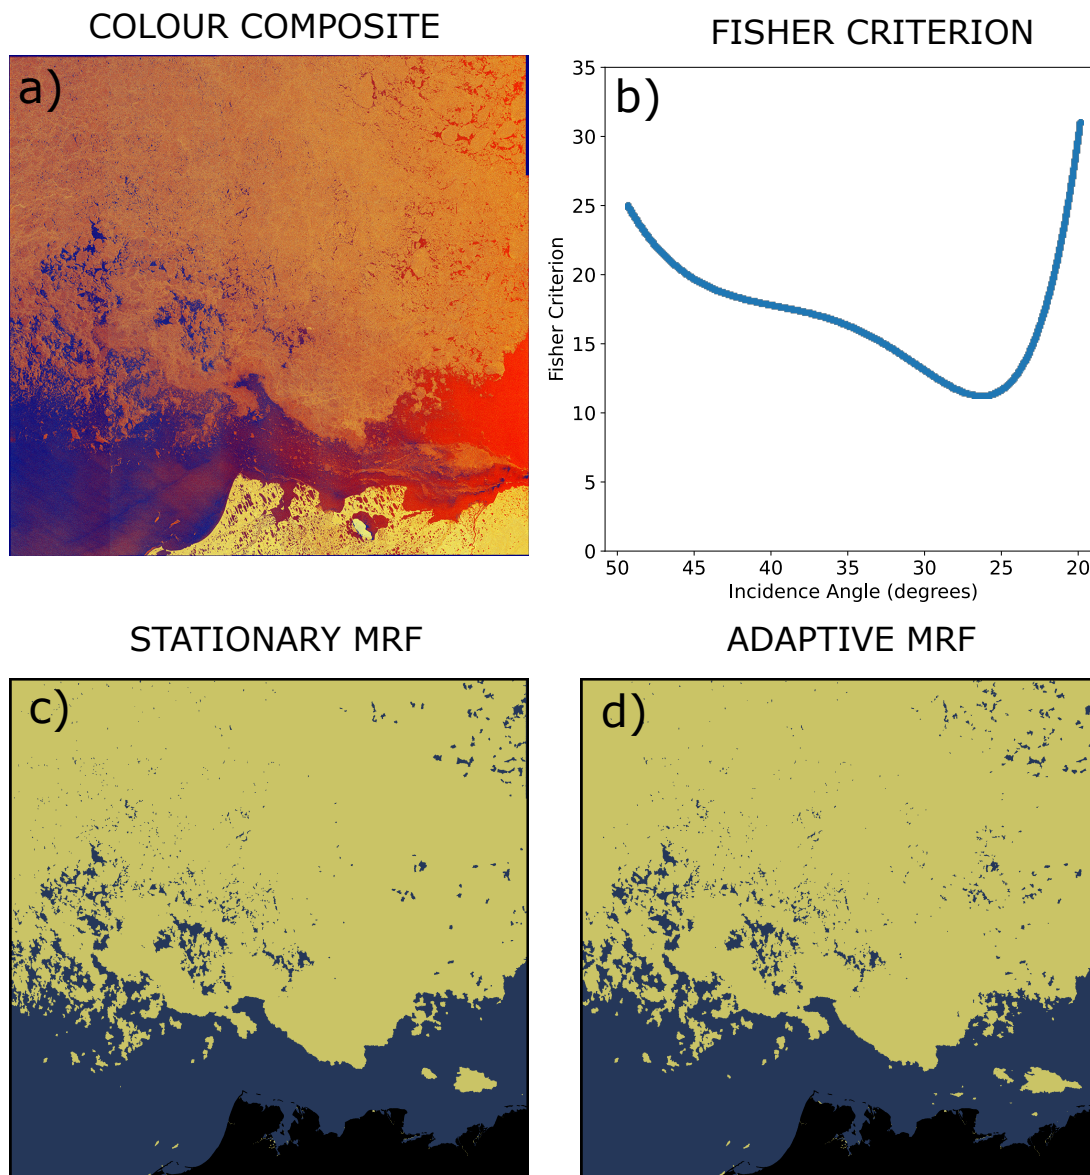 COLOUR COMPOSITE
a)
FISHER CRITERION
b)
35
30
25
20
15
10
5
0
Fisher Criterion
50 45 40 35 30 25 20
Incidence Angle (degrees)
STATIONARY MRF
c)
ADAPTIVE MRF
d)